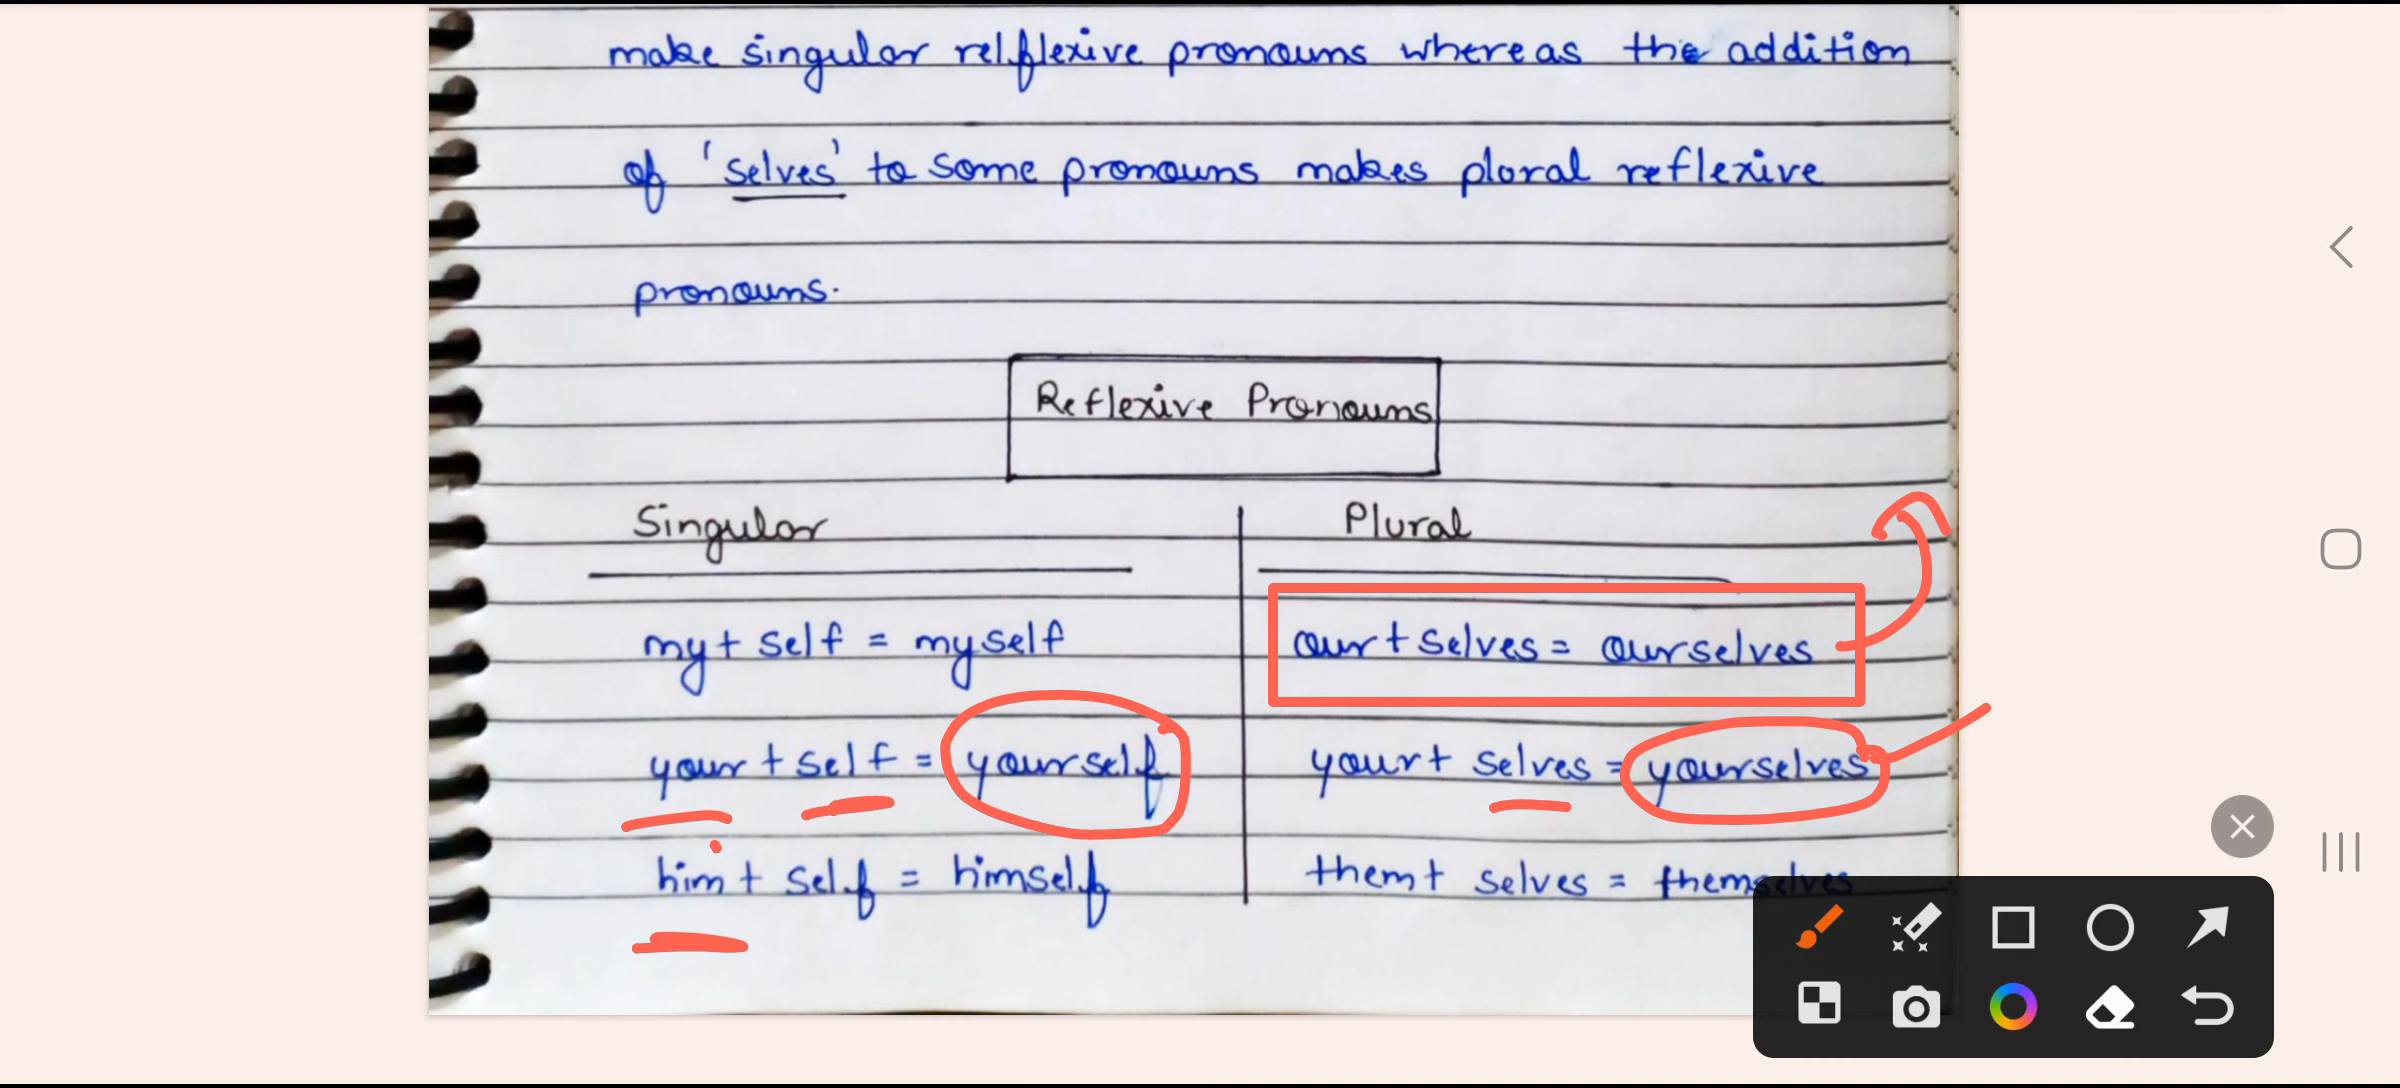 make singular relflexive pronouns whereas the addition
of 'selves' to some pronouns makes ploral reflexive
pronouns.
Reflexive Pronouns
Singular
Plural
my + self = myself
our + selves = ourselves
your + self = yourself
your + selves = yourselves
him + self = himself
them + selves = themselves